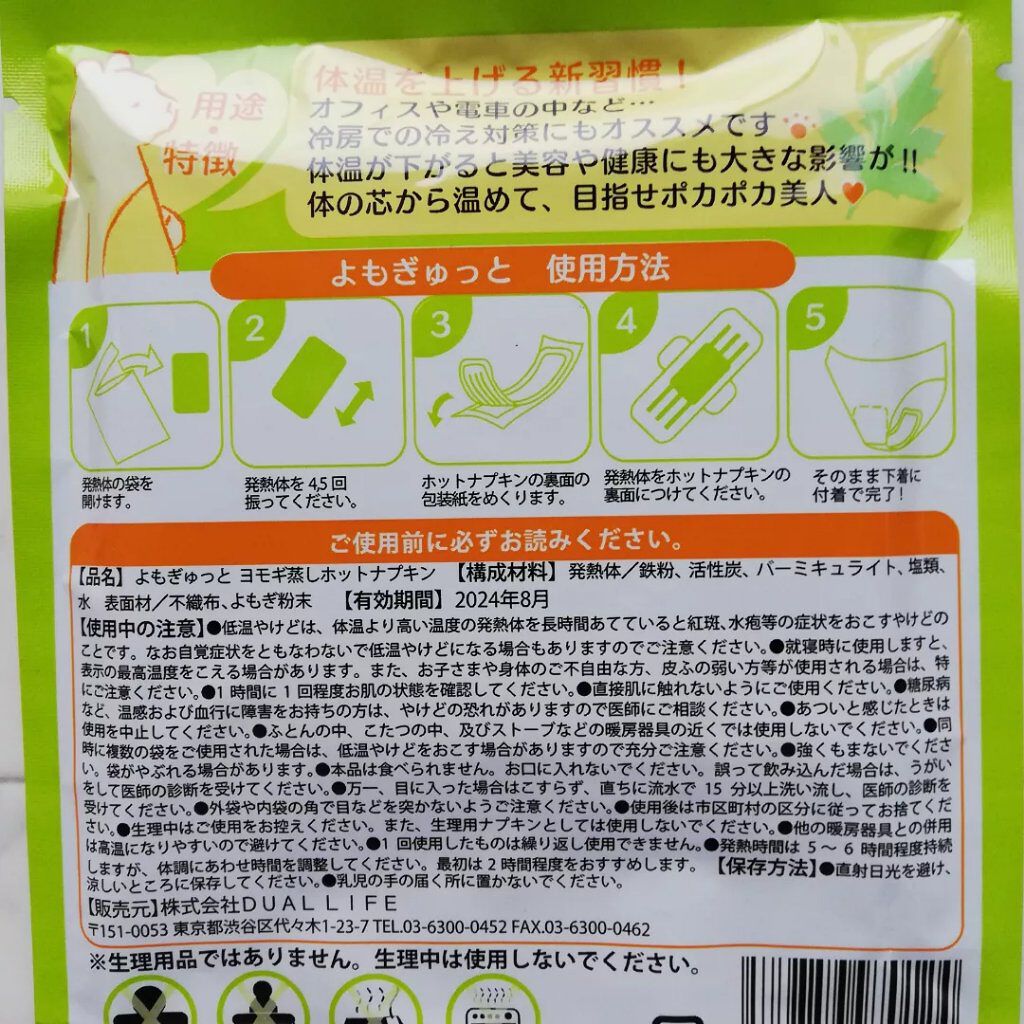 用途
・
特徴
体温を上げる新習慣！
オフィスや電車の中など…
冷房での冷え対策にもオススメです
体温が下がると美容や健康にも大きな影響が!!
体の芯から温めて、目指せポカポカ美人♥
よもぎゅっと　使用方法
1
2
3
4
5
発熱体の袋を
開けます。
発熱体を 4,5 回
振ってください。
ホットナプキンの裏面の
包装紙をめくります。
発熱体をホットナプキンの
裏面につけてください。
そのまま下着に
付着で完了！
ご使用前に必ずお読みください。
【品名】よもぎゅっと ヨモギ蒸しホットナプキン 【構成材料】発熱体／鉄粉、活性炭、バーミキュライト、塩類、
水 表面材／不織布、よもぎ粉末 【有効期間】2024年8月
【使用中の注意】●低温やけどは、体温より高い温度の発熱体を長時間あてていると紅斑、水疱等の症状をおこすやけどの
ことです。なお自覚症状をともなわないで低温やけどになる場合もありますのでご注意ください。●就寝時に使用しますと、
表示の最高温度をこえる場合があります。また、お子さまや身体のご不自由な方、皮ふの弱い方等が使用される場合は、特
にご注意ください。●1 時間に 1 回程度お肌の状態を確認してください。●直接肌に触れないようにご使用ください。●糖尿病
など、温感および血行に障害をお持ちの方は、やけどの恐れがありますので医師にご相談ください。●あついと感じたときは
使用を中止してください。●ふとんの中、こたつの中、及びストーブなどの暖房器具の近くでは使用しないでください。●同
時に複数の袋をご使用された場合は、低温やけどをおこす場合がありますので充分ご注意ください。●強くもまないでくださ
い。袋がやぶれる場合があります。●本品は食べられません。お口に入れないでください。誤って飲み込んだ場合は、うがい
をして医師の診断を受けてください。●万一、目に入った場合はこすらず、直ちに流水で 15 分以上洗い流し、医師の診断を
受けてください。●外袋や内袋の角で目などを突かないようご注意ください。●使用後は市区町村の区分に従ってお捨てくだ
さい。●生理中はご使用をお控えください。また、生理用ナプキンとしては使用しないでください。●他の暖房器具との併用
は高温になりやすいので避けてください。●1 回使用したものは繰り返し使用できません。●発熱時間は 5～6 時間程度持続
しますが、体調にあわせ時間を調整してください。最初は 2 時間程度をおすすめします。 【保存方法】●直射日光を避け、
涼しいところに保存してください。●乳児の手の届く所に置かないでください。
【販売元】株式会社ＤＵＡＬ ＬＩＦＥ
〒151-0053 東京都渋谷区代々木1-23-7 TEL.03-6300-0452 FAX.03-6300-0462
※生理用品ではありません。生理中は使用しないでください。